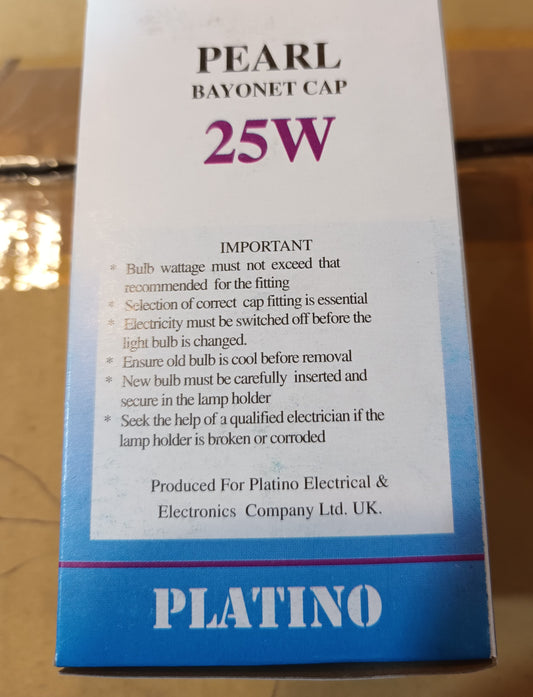 PEARL
BAYONET CAP
25W
IMPORTANT
* Bulb wattage must not exceed that
recommended for the fitting
* Selection of correct cap fitting is essential
* Electricity must be switched off before the
light bulb is changed.
* Ensure old bulb is cool before removal
* New bulb must be carefully inserted and
secure in the lamp holder
* Seek the help of a qualified electrician if the
lamp holder is broken or corroded
Produced For Platino Electrical &
Electronics Company Ltd. UK.
PLATINO